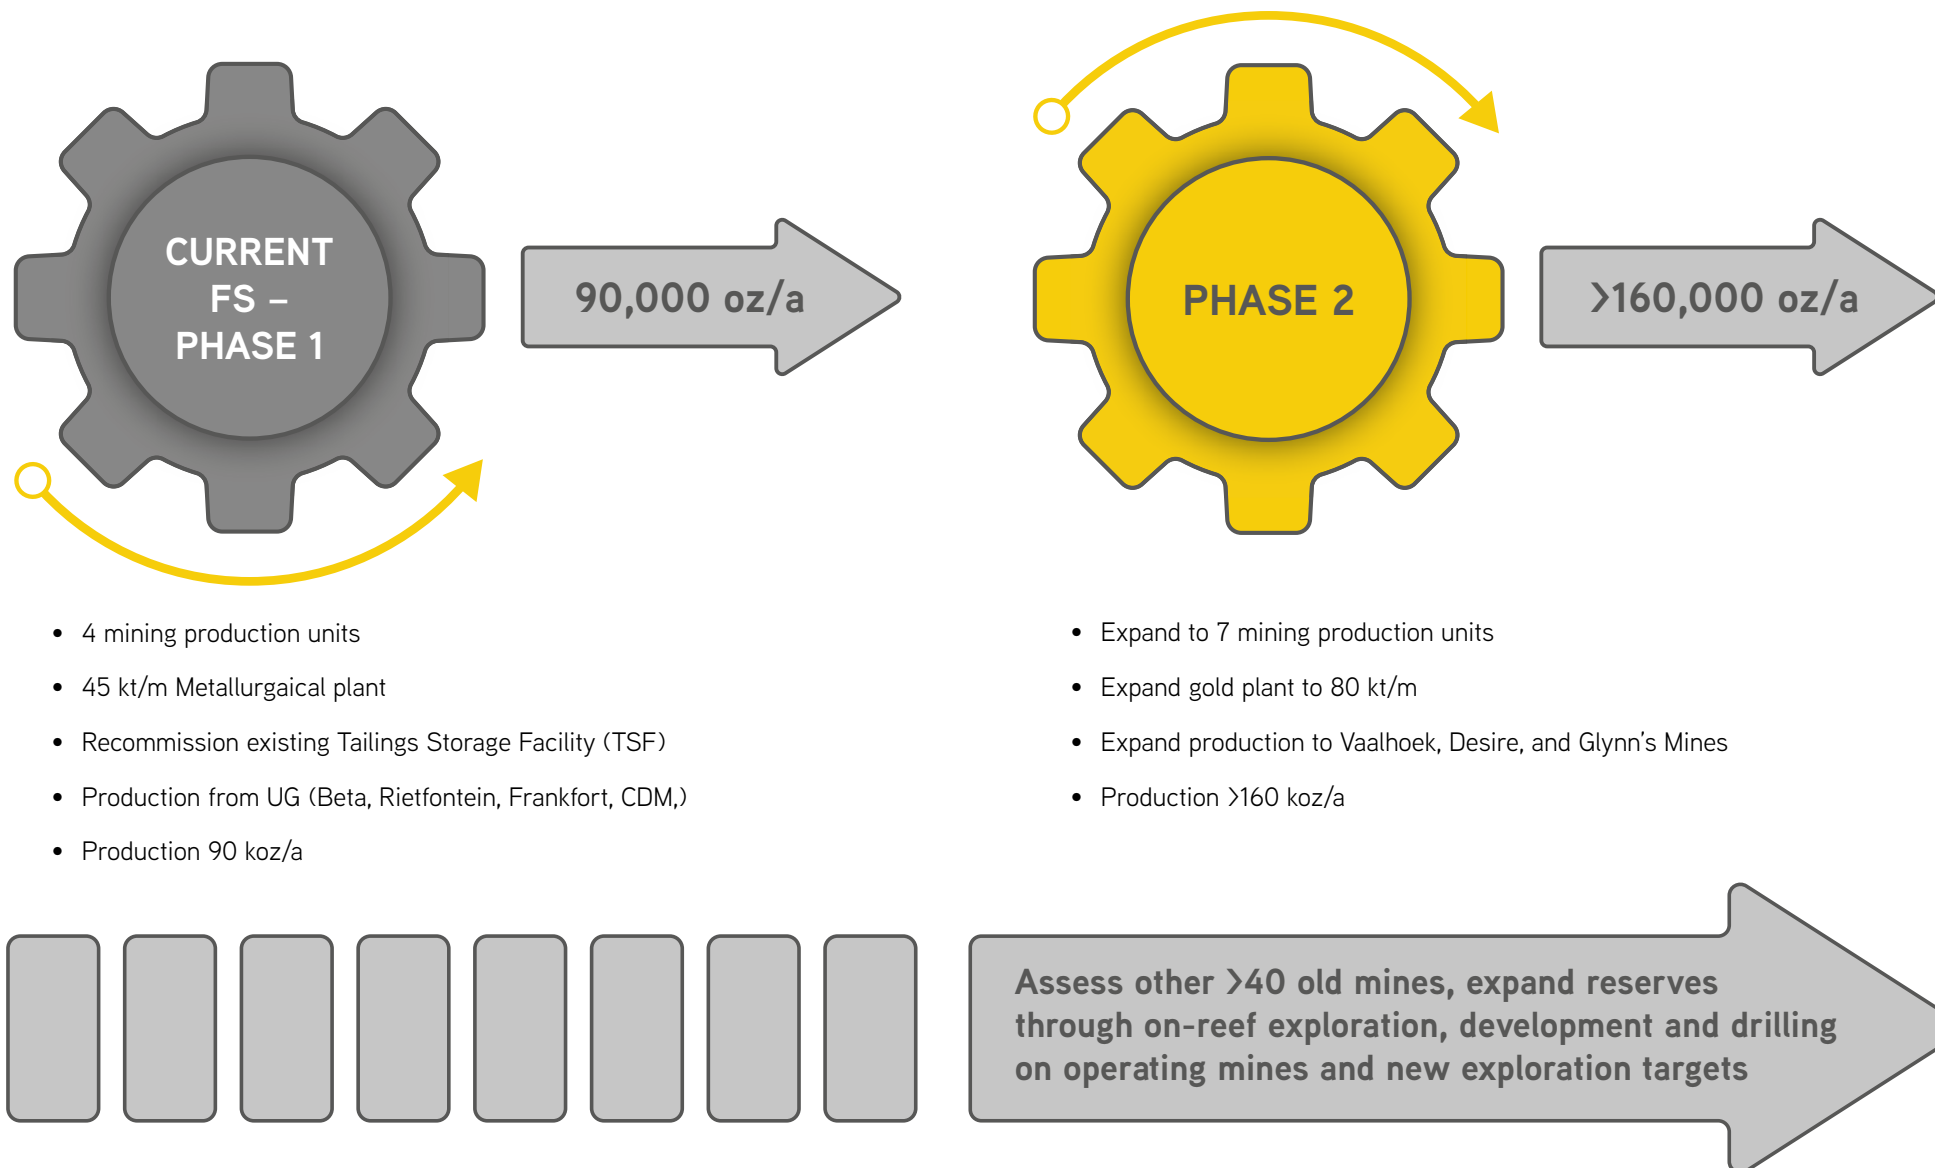 CURRENT
FS –
PHASE 1
90,000 oz/a
PHASE 2
>160,000 oz/a
• 4 mining production units
• 45 kt/m Metallurgaical plant
• Recommission existing Tailings Storage Facility (TSF)
• Production from UG (Beta, Rietfontein, Frankfort, CDM,)
• Production 90 koz/a
• Expand to 7 mining production units
• Expand gold plant to 80 kt/m
• Expand production to Vaalhoek, Desire, and Glynn's Mines
• Production >160 koz/a
Assess other >40 old mines, expand reserves
through on-reef exploration, development and drilling
on operating mines and new exploration targets